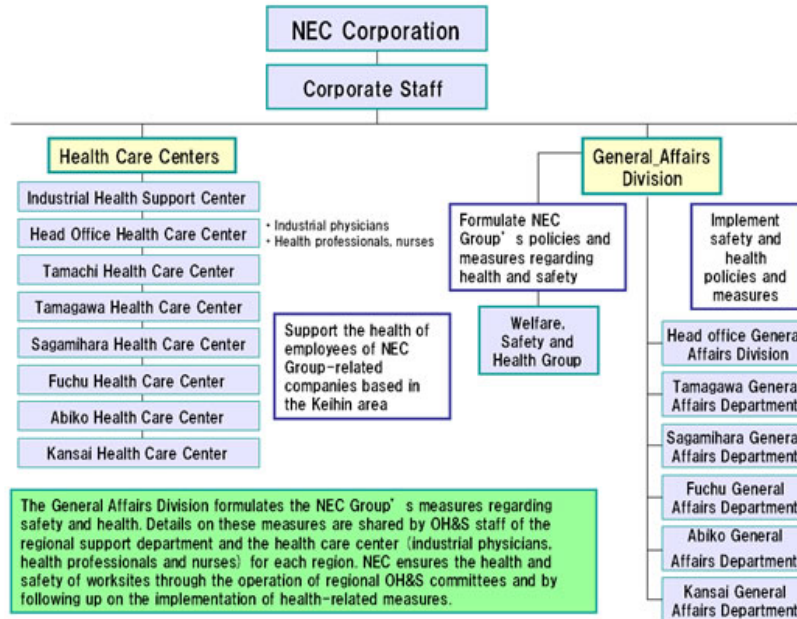 NEC Corporation
Corporate Staff
Health Care Centers
Industrial Health Support Center
Head Office Health Care Center
Tamachi Health Care Center
Tamagawa Health Care Center
Sagamihara Health Care Center
Fuchu Health Care Center
Abiko Health Care Center
Kansai Health Care Center
・Industrial physicians
・Health professionals, nurses
Support the health of
employees of NEC
Group-related
companies based in
the Keihin area
General Affairs
Division
Formulate NEC
Group's policies and
measures regarding
health and safety
Welfare,
Safety and
Health Group
Implement
safety and
health
policies and
measures
Head office General
Affairs Division
Tamagawa General
Affairs Department
Sagamihara General
Affairs Department
Fuchu General
Affairs Department
Abiko General
Affairs Department
Kansai General
Affairs Department
The General Affairs Division formulates the NEC Group's measures regarding
safety and health. Details on these measures are shared by OH&S staff of the
regional support department and the health care center (industrial physicians,
health professionals and nurses) for each region. NEC ensures the health and
safety of worksites through the operation of regional OH&S committees and by
following up on the implementation of health-related measures.